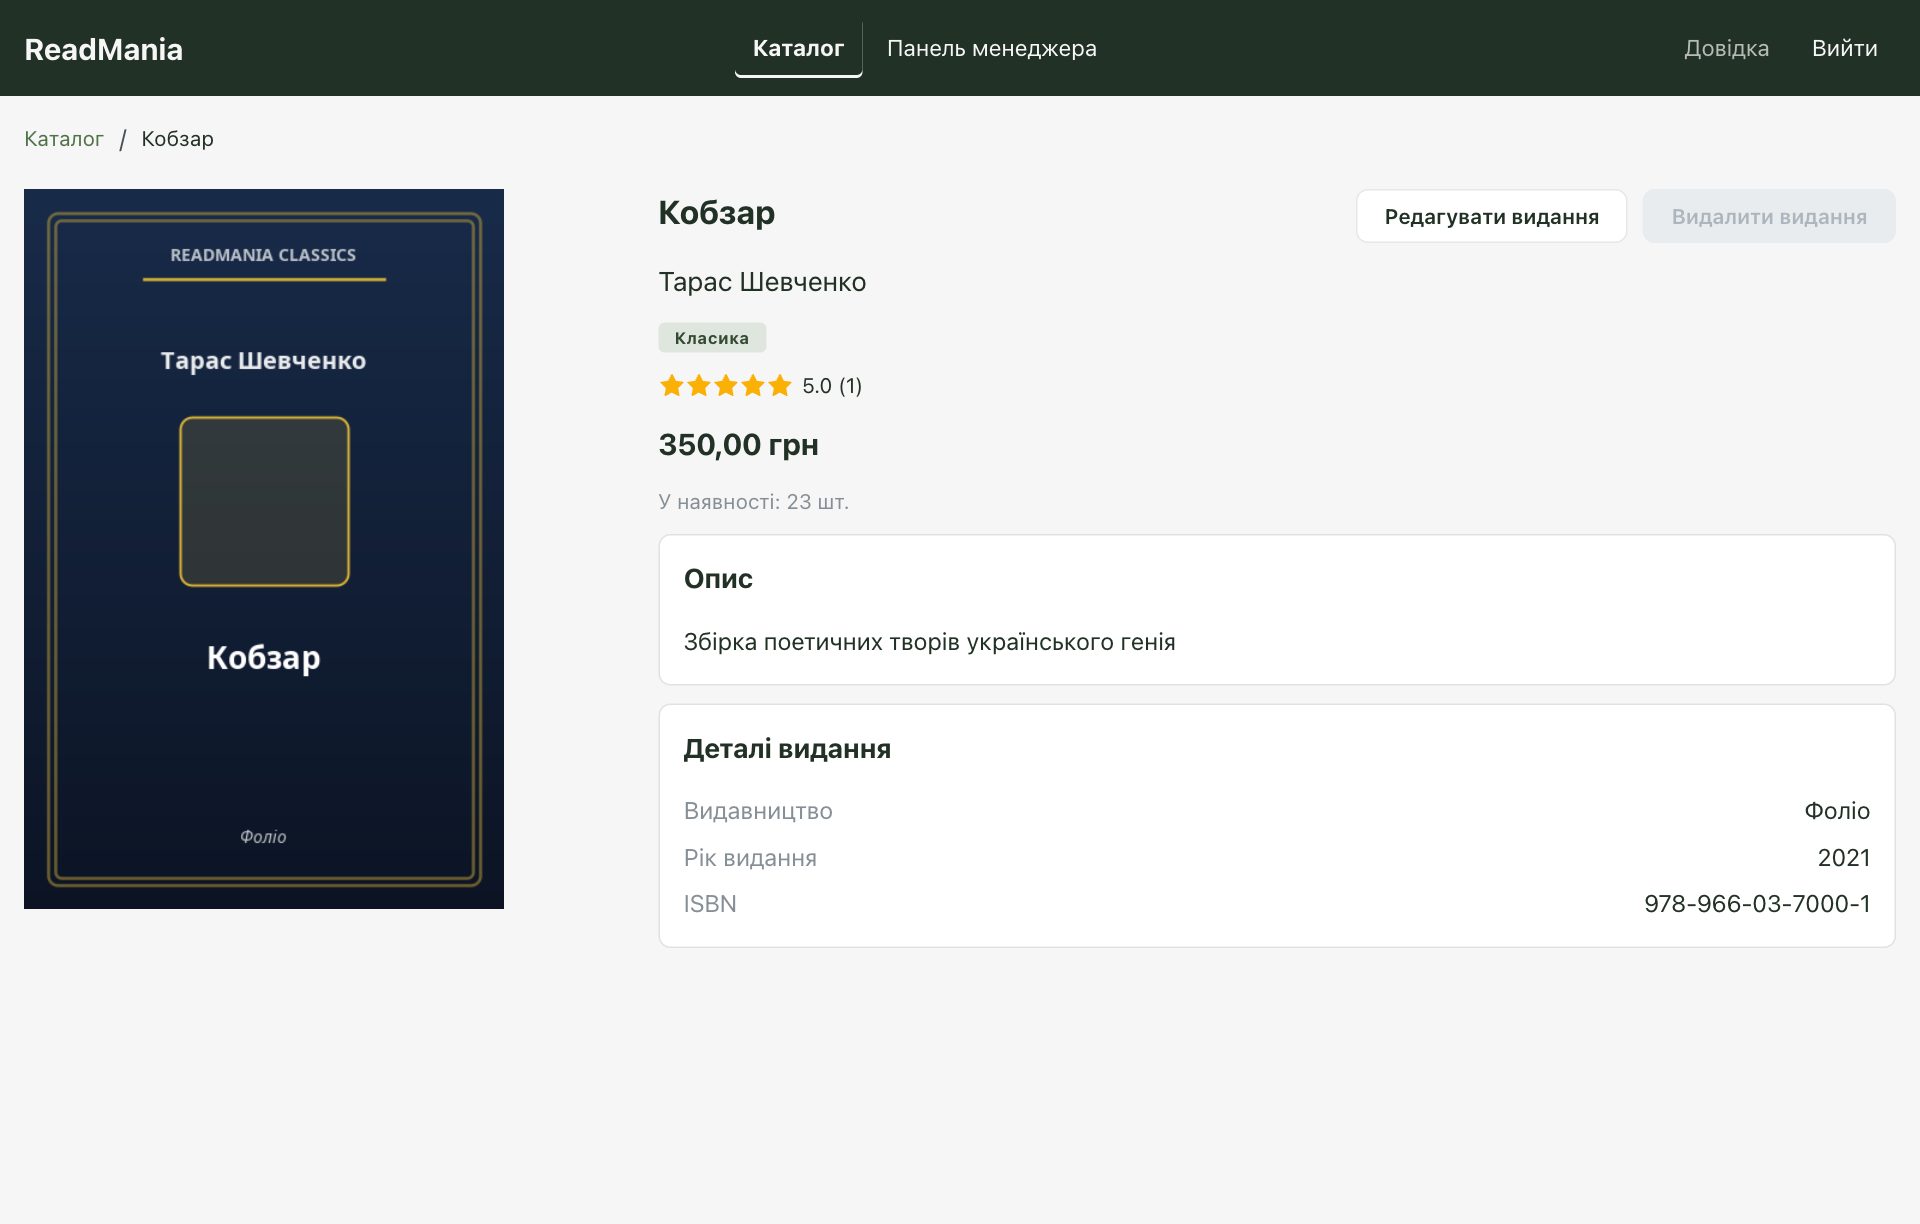 ReadMania
Каталог
Панель менеджера
Довідка
Вийти
Каталог / Кобзар
READMANIA CLASSICS
Тарас Шевченко
Кобзар
Фоліо
Кобзар
Редагувати видання
Видалити видання
Тарас Шевченко
Класика
5.0 (1)
350,00 грн
У наявності: 23 шт.
Опис
Збірка поетичних творів українського генія
Деталі видання
Видавництво Фоліо
Рік видання 2021
ISBN 978-966-03-7000-1